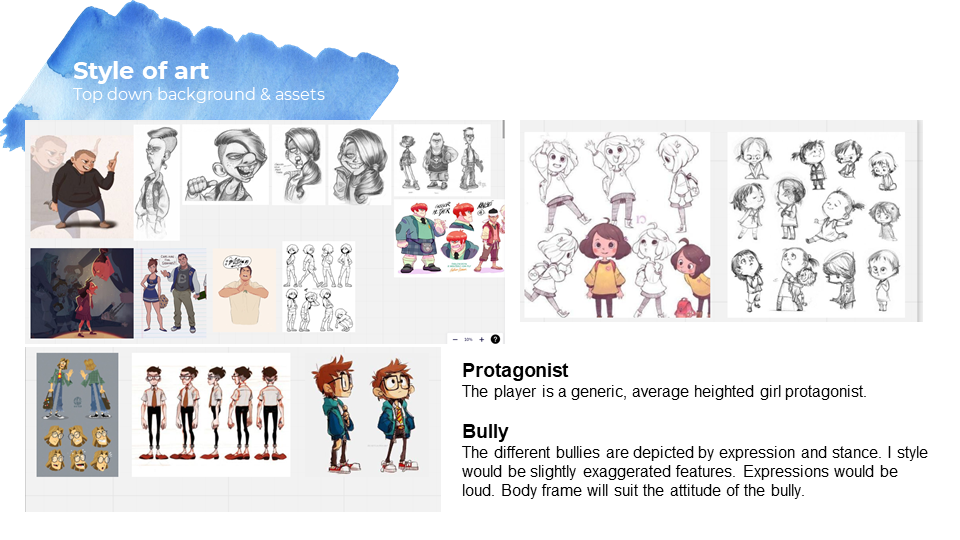 Style of art
Top down background & assets
Protagonist
The player is a generic, average heighted girl protagonist.
Bully
The different bullies are depicted by expression and stance. I style
would be slightly exaggerated features. Expressions would be
loud. Body frame will suit the attitude of the bully.